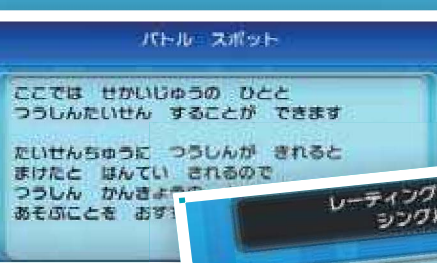 バトル スポット
ここでは せかいじゅうの ひとと
つうしんたいせん することが できます
たいせんちゅうに つうしんが きれると
まけたと はんてい されるので
つうしん かんきょ
あそぶことを おす
レーティング
シングル